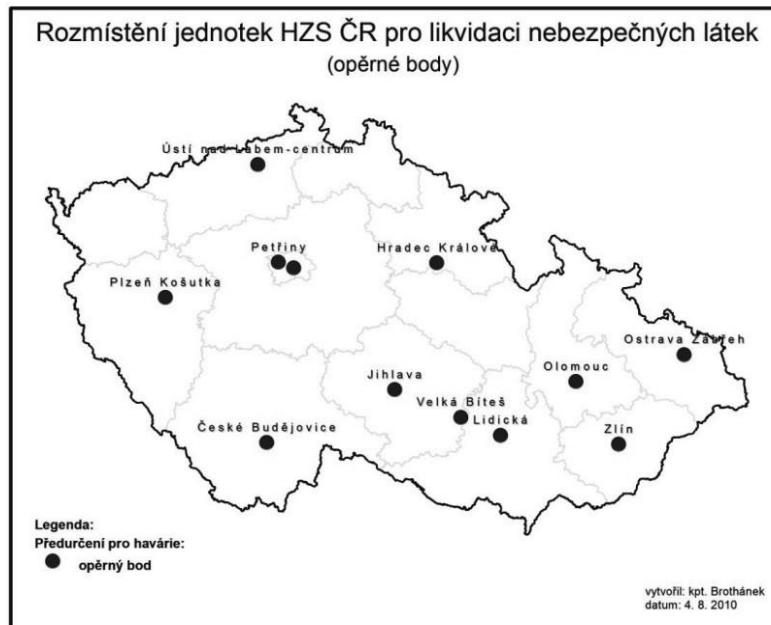 Rozmístění jednotek HZS ČR pro likvidaci nebezpečných látek
(opěrné body)
Ústí nad Labem-centrum
Petřiny
Hradec Králové
Plzeň Košutka
Ostrava Zábřeh
Olomouc
Jihlava
Velká Bíteš
Lidická
České Budějovice
Zlín
Legenda:
Předurčení pro havárie:
opěrný bod
vytvořil: kpt. Brothánek
datum: 4. 8. 2010